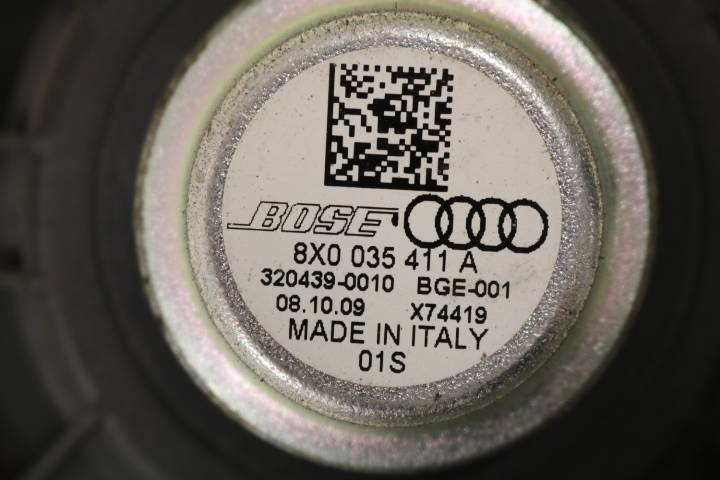 BOSE
8X0 035 411 A
320439-0010 BGE-001
08.10.09 X74419
MADE IN ITALY
01S